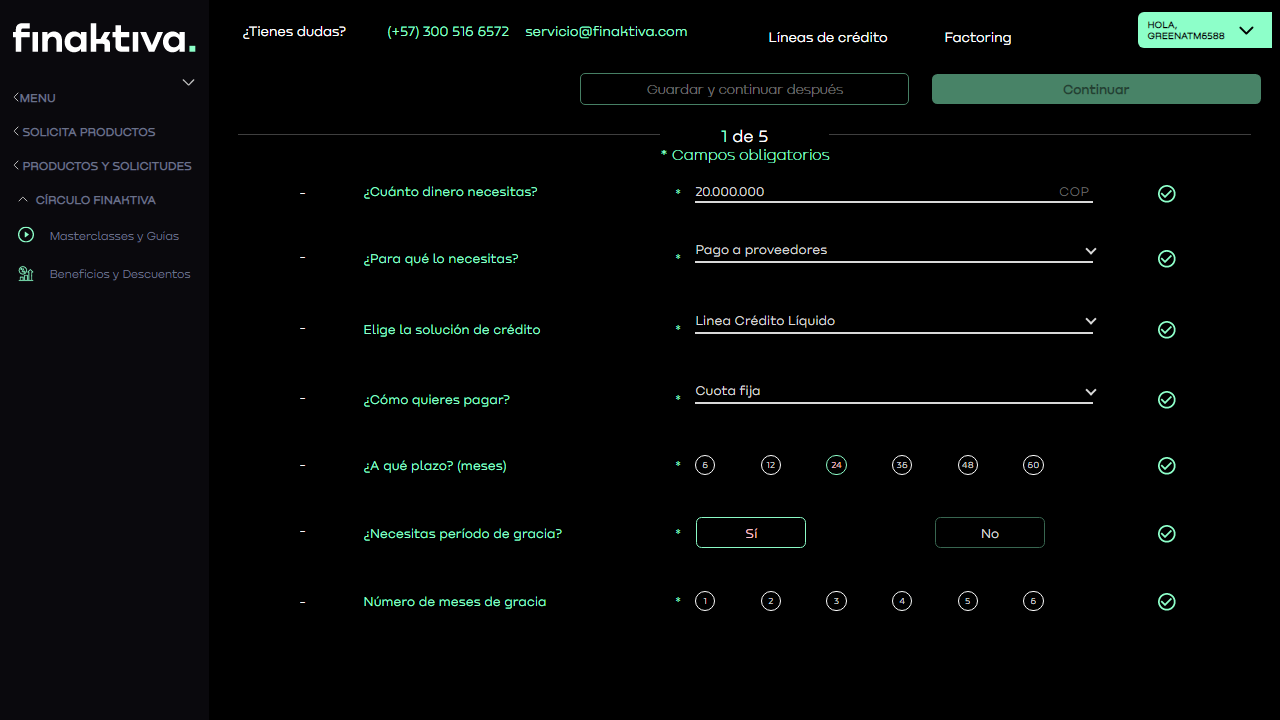 finaktiva.
¿Tienes dudas?
(+57) 300 516 6572
servicio@finaktiva.com
Líneas de crédito
Factoring
HOLA,
GREENATM6588
MENU
SOLICITA PRODUCTOS
PRODUCTOS Y SOLICITUDES
CÍRCULO FINAKTIVA
Masterclasses y Guías
Beneficios y Descuentos
Guardar y continuar después
Continuar
1 de 5
* Campos obligatorios
- ¿Cuánto dinero necesitas? * 20.000.000 COP
- ¿Para qué lo necesitas? * Pago a proveedores
- Elige la solución de crédito * Linea Crédito Líquido
- ¿Cómo quieres pagar? * Cuota fija
- ¿A qué plazo? (meses) * 6 12 24 36 48 60
- ¿Necesitas período de gracia? * Sí No
- Número de meses de gracia * 1 2 3 4 5 6